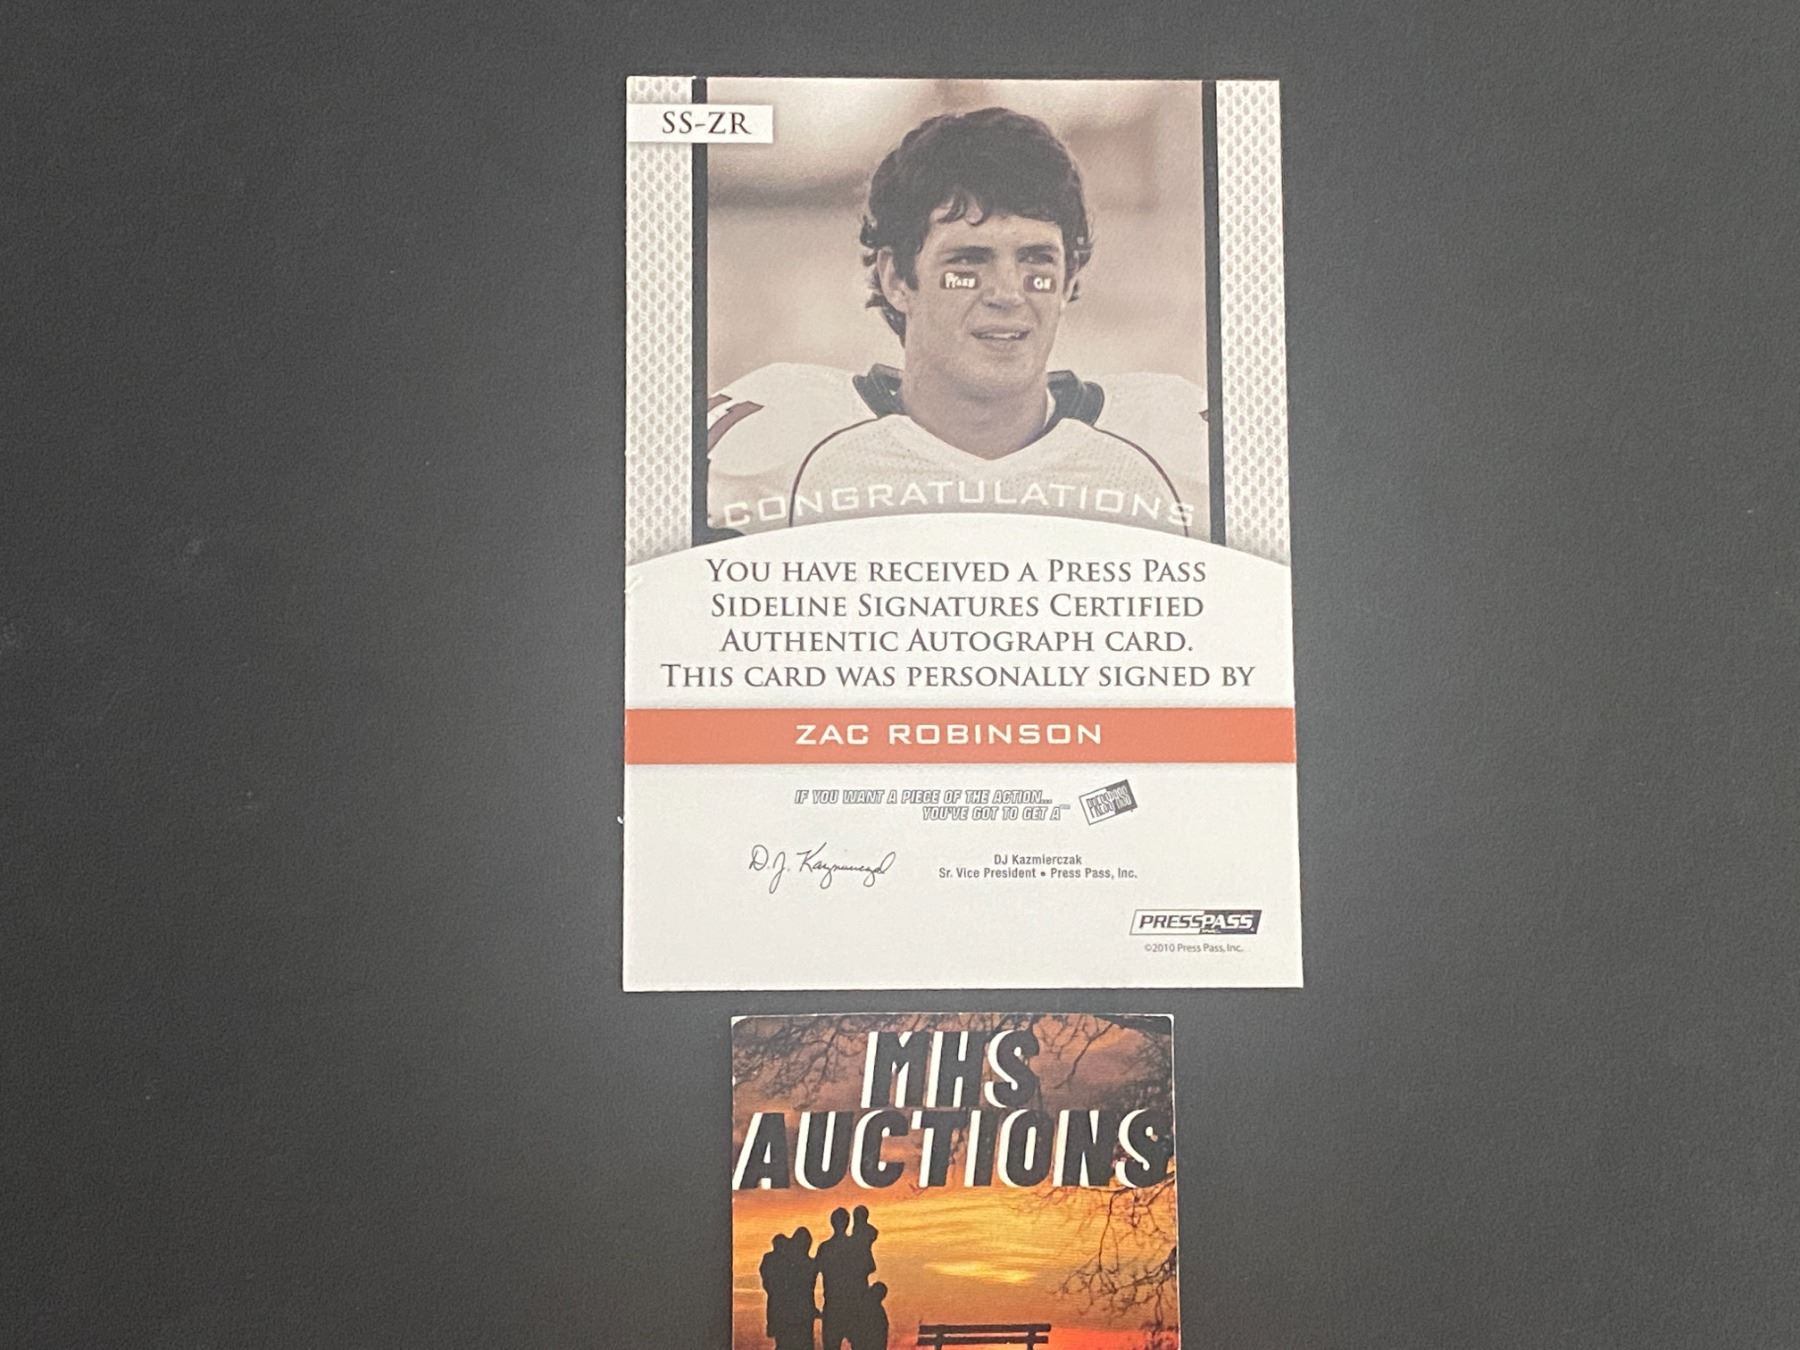 SS-ZR
CONGRATULATIONS
YOU HAVE RECEIVED A PRESS PASS
SIDELINE SIGNATURES CERTIFIED
AUTHENTIC AUTOGRAPH CARD.
THIS CARD WAS PERSONALLY SIGNED BY
ZAC ROBINSON
IF YOU WANT A PIECE OF THE ACTION...
YOU'VE GOT TO GET A
D.J. Kazmierczak
DJ Kazmierczak
Sr. Vice President • Press Pass, Inc.
PRESSPASS
INC.
©2010 Press Pass, Inc.
MHS
AUCTIONS